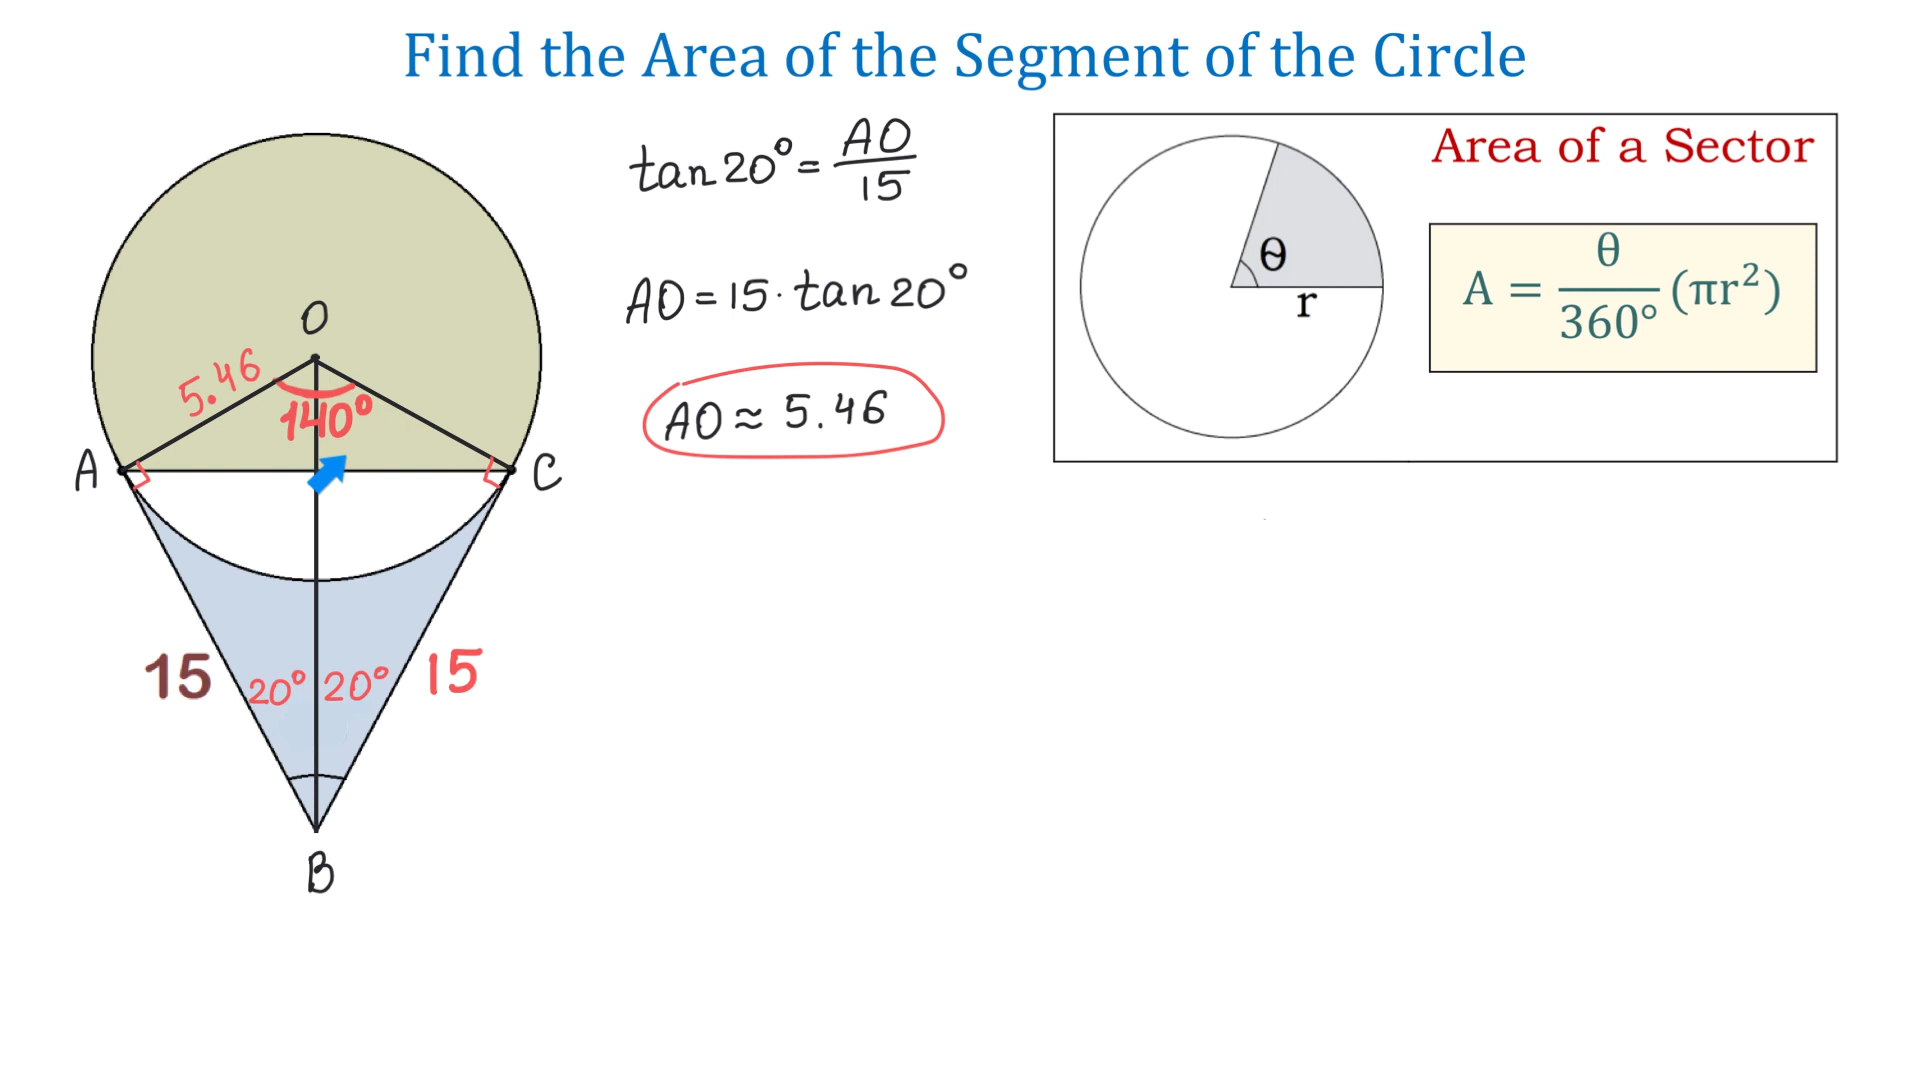 Find the Area of the Segment of the Circle
tan 20° = AO/15
AO = 15 · tan 20°
AO ≈ 5.46
Area of a Sector
θ
r
A = θ/360° (πr²)
O
5.46
140°
A
C
15
20°
20°
15
B